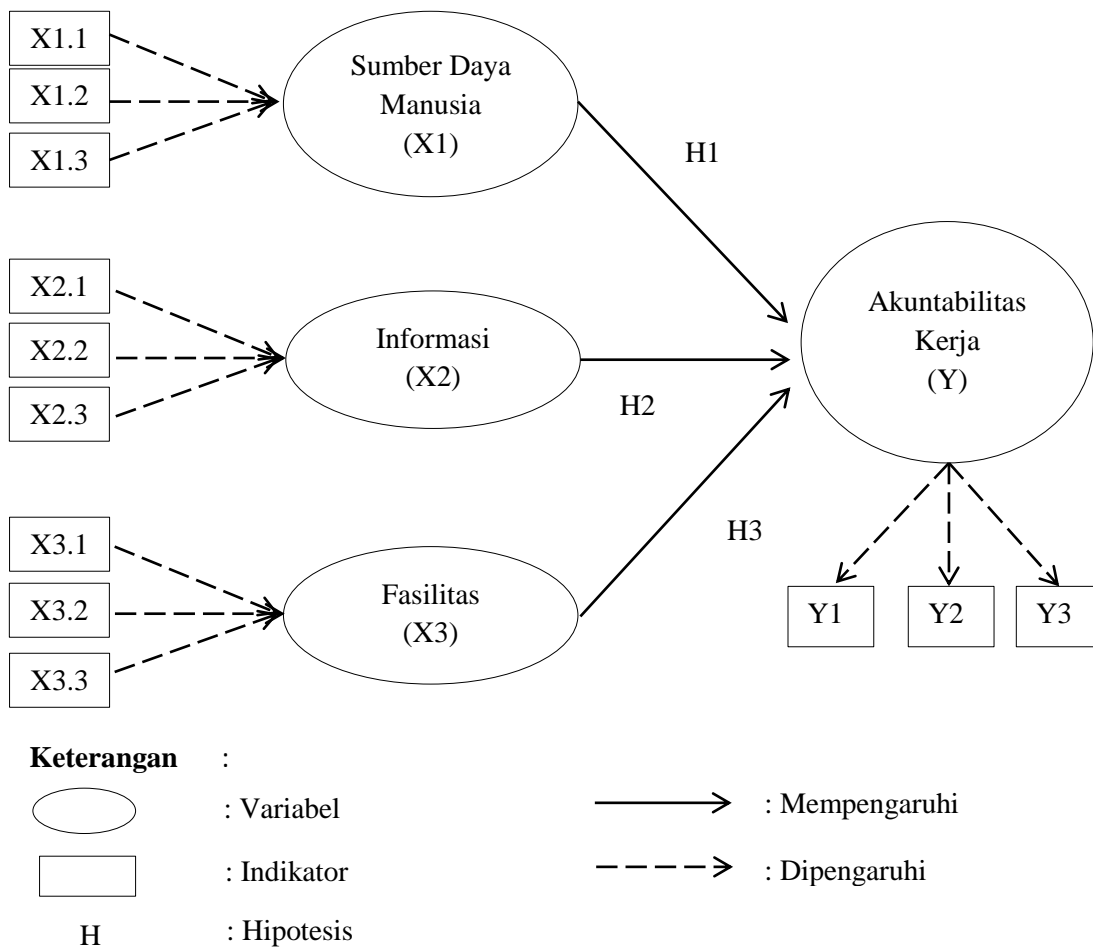 X1.1
X1.2
X1.3
Sumber Daya
Manusia
(X1)
H1
X2.1
X2.2
X2.3
Informasi
(X2)
H2
Akuntabilitas
Kerja
(Y)
X3.1
X3.2
X3.3
Fasilitas
(X3)
H3
Y1
Y2
Y3
Keterangan :
: Variabel
: Mempengaruhi
: Indikator
: Dipengaruhi
H : Hipotesis